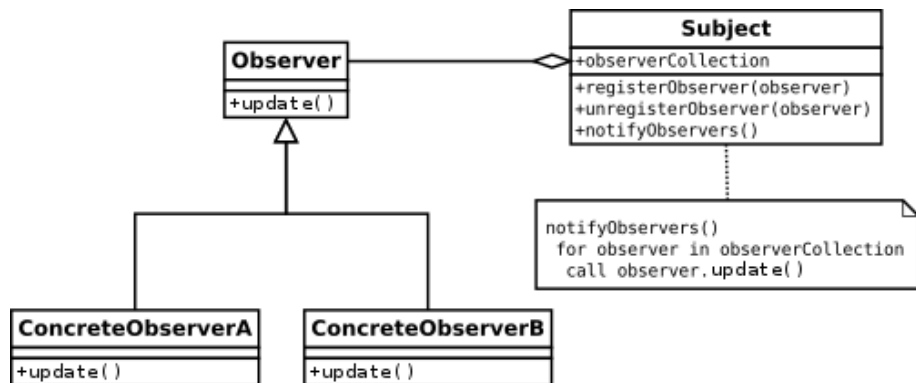 Observer
+update()
Subject
+observerCollection
+registerObserver(observer)
+unregisterObserver(observer)
+notifyObservers()
notifyObservers()
for observer in observerCollection
call observer.update()
ConcreteObserverA
+update()
ConcreteObserverB
+update()